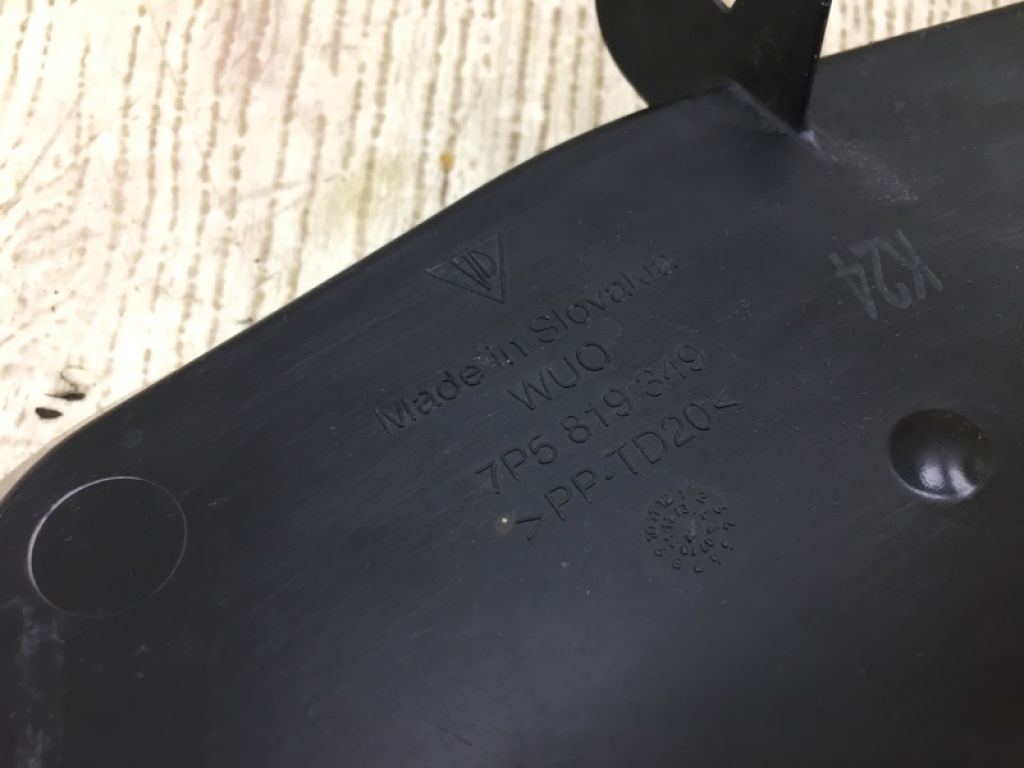 Made in Slovakia
WUO
7P5 819 349
>PP-TD20<
K24